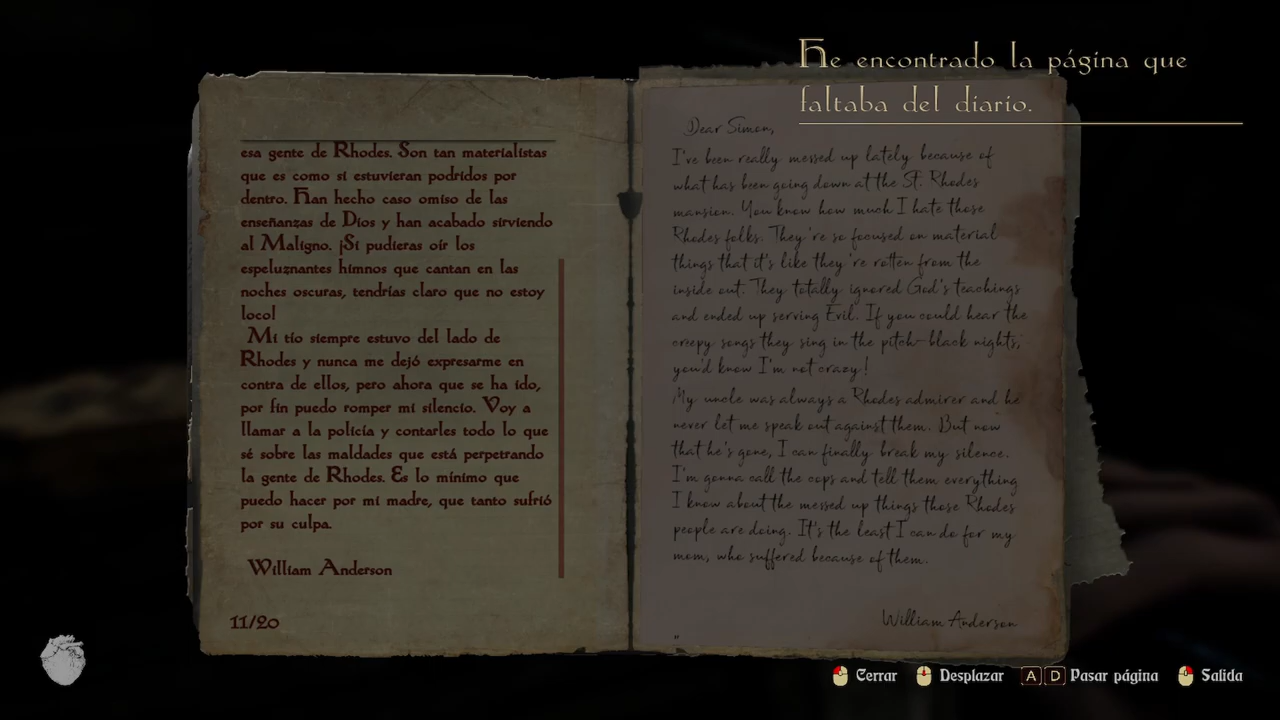 He encontrado la página que
faltaba del diario.
esa gente de Rhodes. Son tan materialistas
que es como si estuvieran podridos por
dentro. Han hecho caso omiso de las
enseñanzas de Dios y han acabado sirviendo
al Maligno. ¡Si pudieras oír los
espeluznantes himnos que cantan en las
noches oscuras, tendrías claro que no estoy
loco!
Mi tío siempre estuvo del lado de
Rhodes y nunca me dejó expresarme en
contra de ellos, pero ahora que se ha ido,
por fin puedo romper mi silencio. Voy a
llamar a la policía y contarles todo lo que
sé sobre las maldades que está perpetrando
la gente de Rhodes. Es lo mínimo que
puedo hacer por mi madre, que tanto sufrió
por su culpa.
William Anderson
11/20
Dear Simon,
I've been really messed up lately because of
what has been going down at the St. Rhodes
mansion. You know how much I hate those
Rhodes folks. They're so focused on material
things that it's like they're rotten from the
inside out. They totally ignored God's teachings
and ended up serving Evil. If you could hear the
creepy songs they sing in the pitch-black nights,
you'd know I'm not crazy!
My uncle was always a Rhodes admirer and he
never let me speak out against them. But now
that he's gone, I can finally break my silence.
I'm gonna call the cops and tell them everything
I know about the messed up things those Rhodes
people are doing. It's the least I can do for my
mom, who suffered because of them.
William Anderson
"
Cerrar Desplazar A D Pasar página Salida